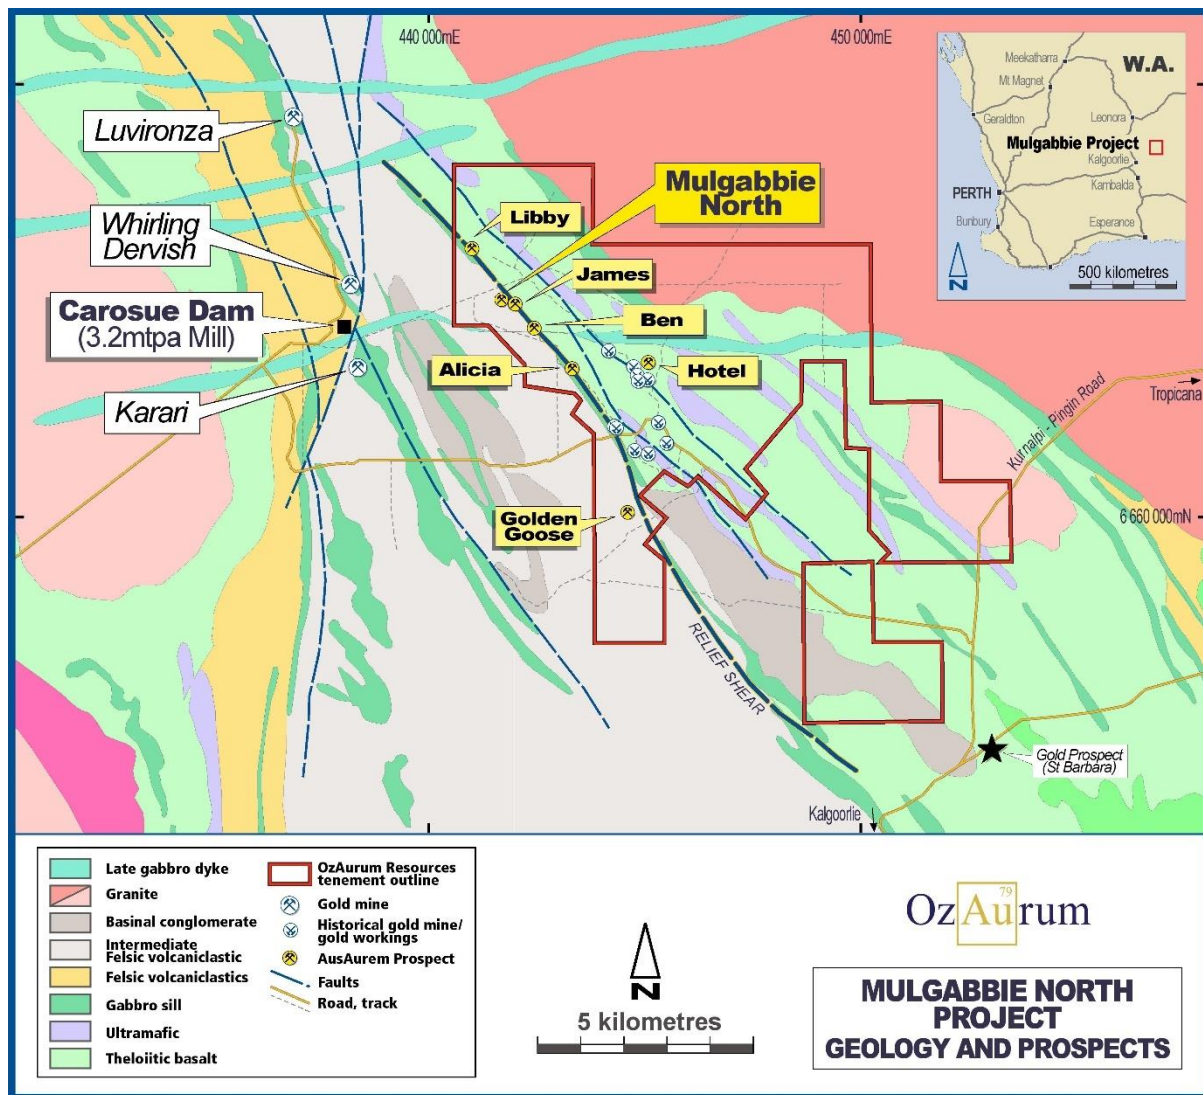 440 000mE
450 000mE
Luvironza
Whirling
Dervish
Carosue Dam
(3.2mtpa Mill)
Karari
Libby
Mulgabbie
North
James
Ben
Alicia
Hotel
Golden
Goose
RELIEF SHEAR
Kurnalpi - Pingin Road
Tropicana
6 660 000mN
Gold Prospect
(St Barbara)
Kalgoorlie
W.A.
Meekatharra
Mt Magnet
Geraldton
Leonora
Mulgabbie Project
Kalgoorlie
PERTH
Kambalda
Bunbury
Esperance
N
500 kilometres
Late gabbro dyke
Granite
Basinal conglomerate
Intermediate
Felsic volcaniclastic
Felsic volcaniclastics
Gabbro sill
Ultramafic
Theloiitic basalt
OzAurum Resources
tenement outline
Gold mine
Historical gold mine/
gold workings
AusAurem Prospect
Faults
Road, track
N
5 kilometres
79
OzAurum
MULGABBIE NORTH
PROJECT
GEOLOGY AND PROSPECTS